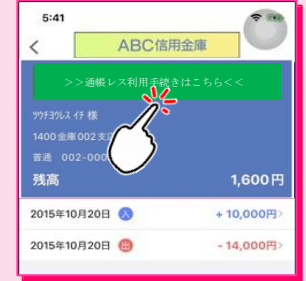 5:41
ABC信用金庫
>>通帳レス利用手続きはこちら<<
ﾂｳﾁﾖｳﾚｽ ｲﾁ 様
1400 金庫 002 支店
普通 002-000
残高 1,600円
2015年10月20日 入 + 10,000円>
2015年10月20日 出 - 14,000円>